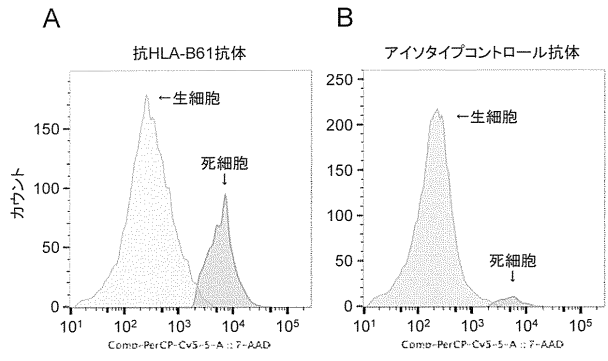 A
抗HLA-B61抗体
←生細胞
死細胞
↓
カウント
150
100
50
0
10¹ 10² 10³ 10⁴ 10⁵
Comp-PerCP-Cy5-5-A :: 7-AAD
B
アイソタイプコントロール抗体
←生細胞
死細胞
↓
250
200
150
100
50
0
10¹ 10² 10³ 10⁴ 10⁵
Comp-PerCP-Cy5-5-A :: 7-AAD